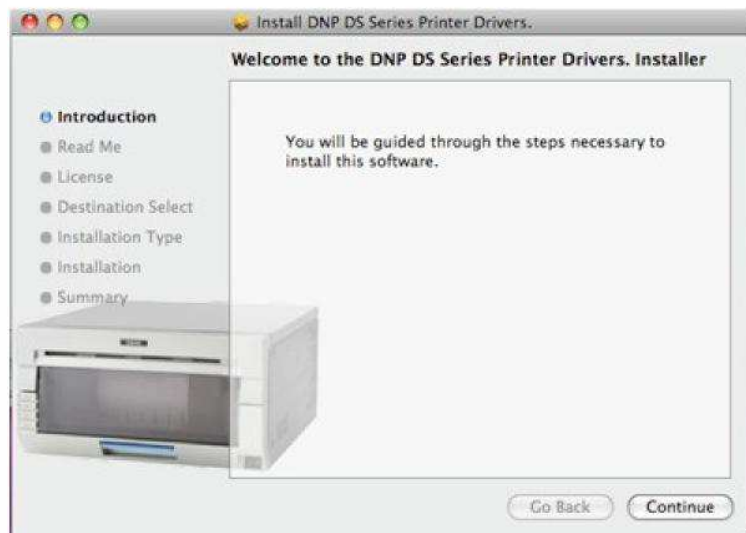 Install DNP DS Series Printer Drivers.
Welcome to the DNP DS Series Printer Drivers. Installer
Introduction
Read Me
License
Destination Select
Installation Type
Installation
Summary
You will be guided through the steps necessary to
install this software.
Go Back
Continue